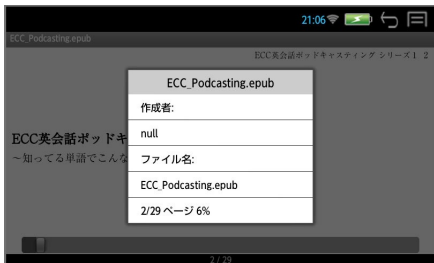 21:06
ECC_Podcasting.epub
ECC英会話ポッドキャスティング シリーズ1 2
ECC_Podcasting.epub
作成者:
null
ECC英会話ポッドキ
ファイル名:
～知ってる単語でこんな
ECC_Podcasting.epub
2/29 ページ 6%
2 / 29